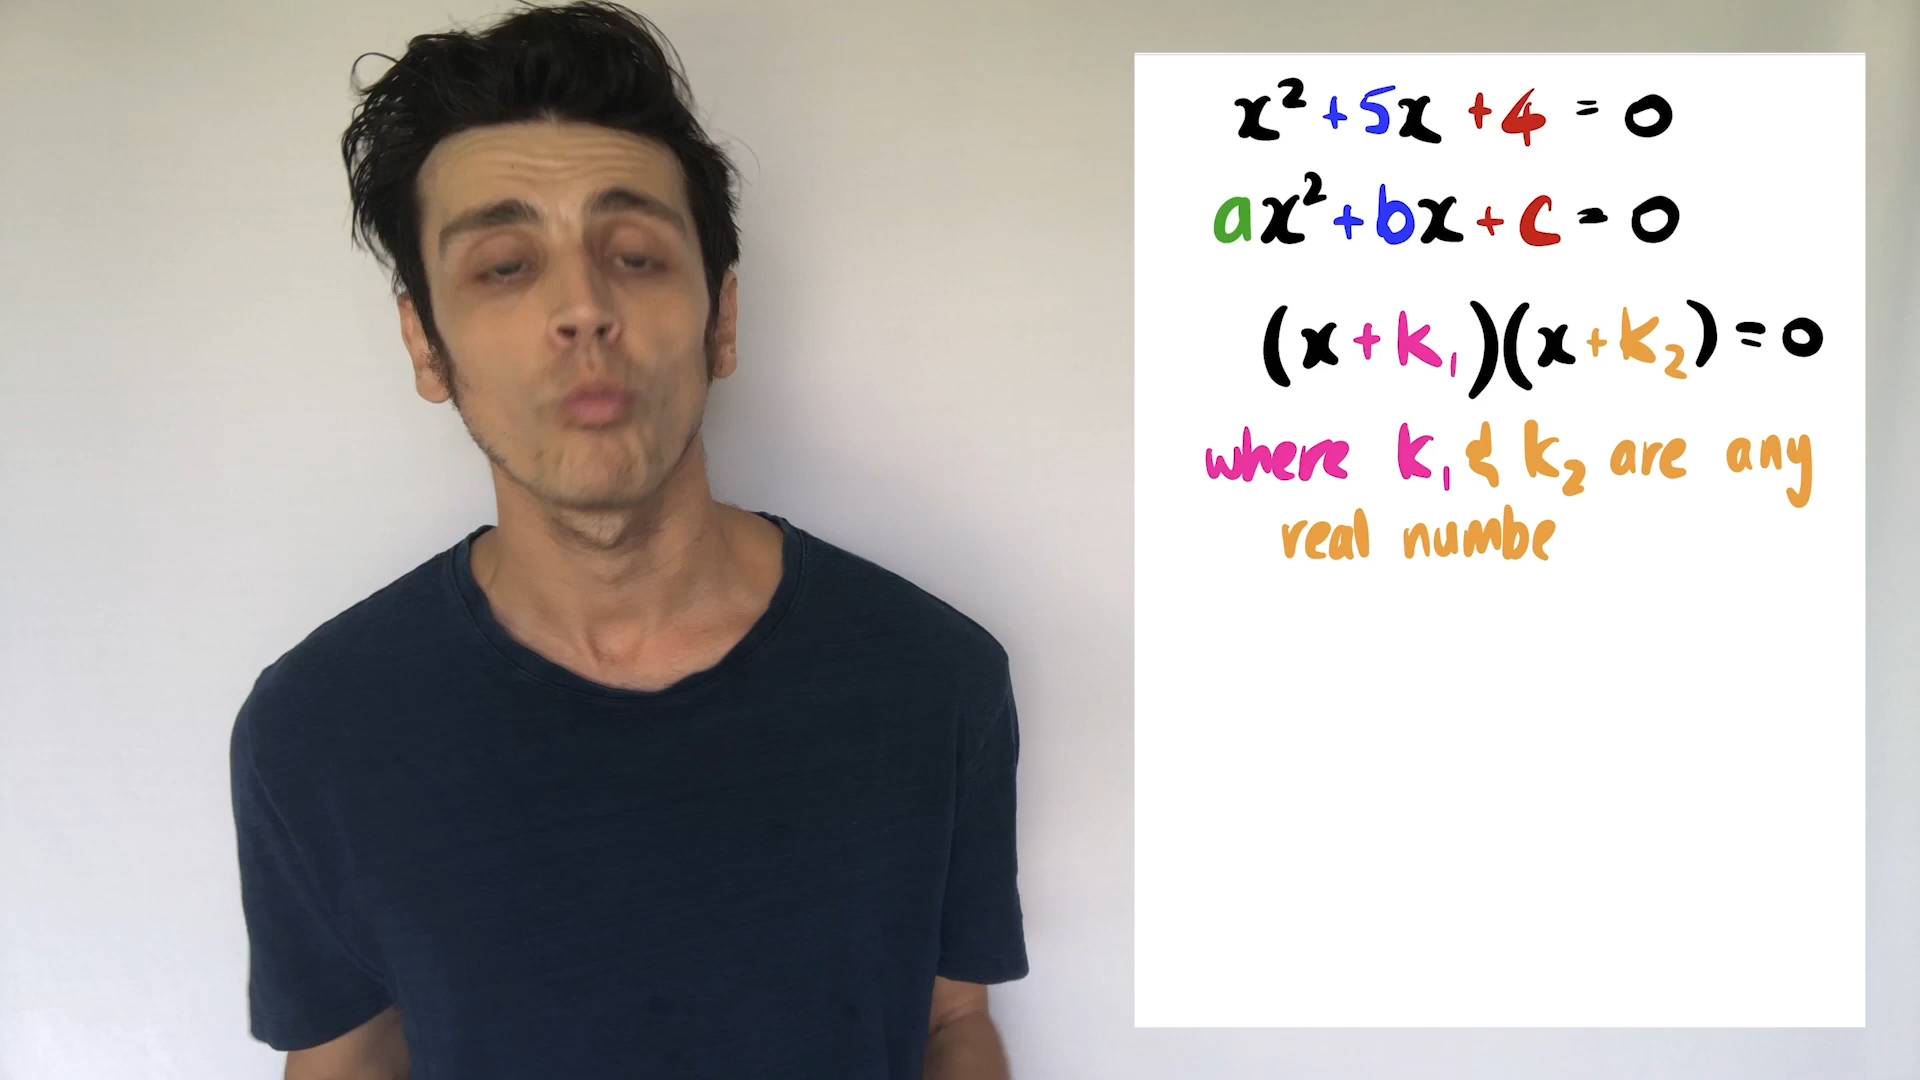 x² +5x +4 = 0
ax² + bx + c = 0
(x + k₁)(x + k₂) = 0
where k₁ & k₂ are any
real numbe